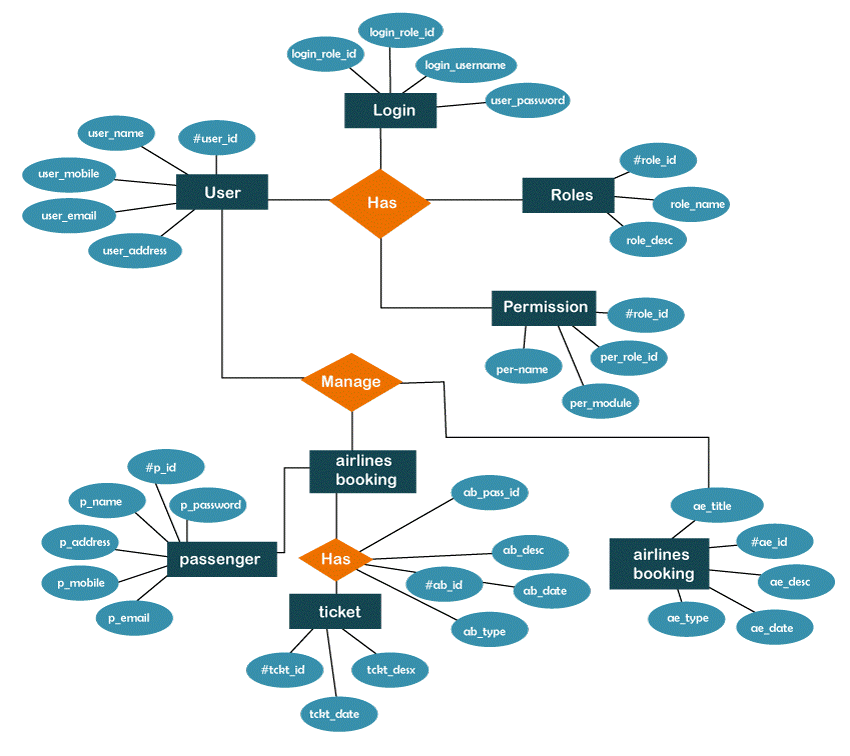 login_role_id
login_role_id
login_username
user_password
Login
user_name
#user_id
user_mobile
user_email
user_address
User
Has
Roles
#role_id
role_name
role_desc
Permission
#role_id
per_role_id
per-name
per_module
Manage
airlines
booking
#p_id
p_name
p_password
p_address
p_mobile
p_email
passenger
Has
ab_pass_id
ab_desc
#ab_id
ab_date
ab_type
ticket
#tckt_id
tckt_desx
tckt_date
ae_title
airlines
booking
#ae_id
ae_desc
ae_type
ae_date